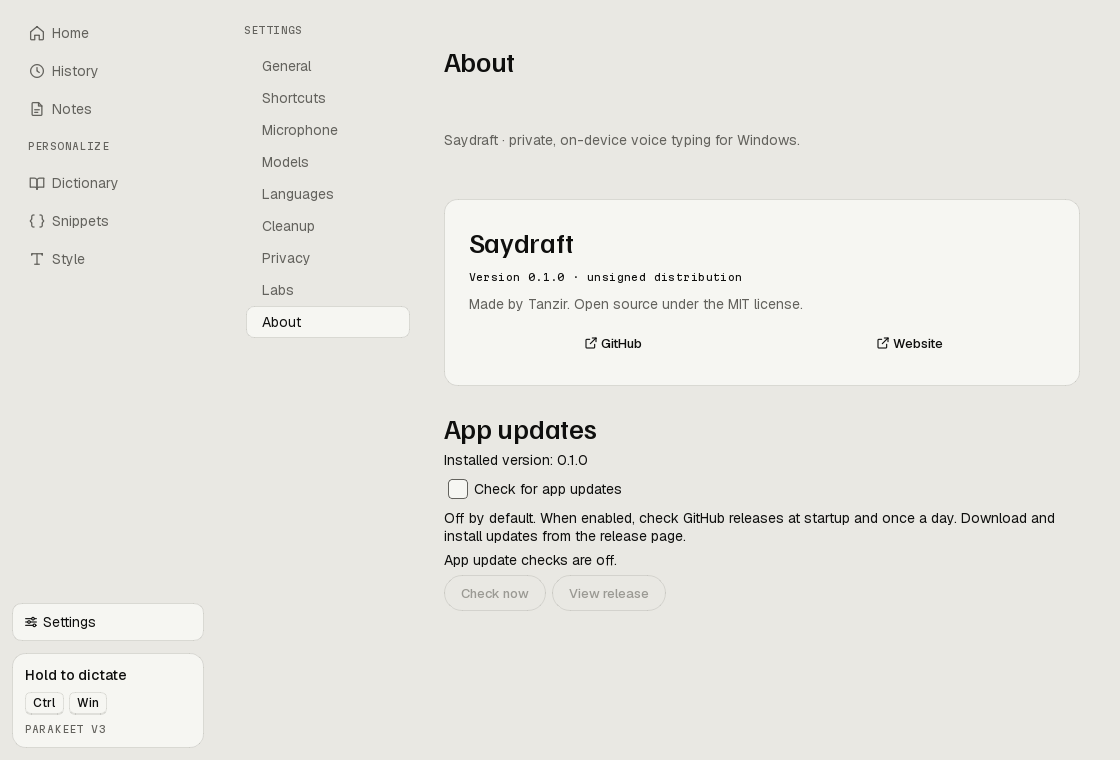 Home
History
Notes
PERSONALIZE
Dictionary
Snippets
Style
Settings
Hold to dictate
Ctrl Win
PARAKEET V3
SETTINGS
General
Shortcuts
Microphone
Models
Languages
Cleanup
Privacy
Labs
About
About
Saydraft · private, on-device voice typing for Windows.
Saydraft
Version 0.1.0 · unsigned distribution
Made by Tanzir. Open source under the MIT license.
GitHub Website
App updates
Installed version: 0.1.0
Check for app updates
Off by default. When enabled, check GitHub releases at startup and once a day. Download and
install updates from the release page.
App update checks are off.
Check now View release